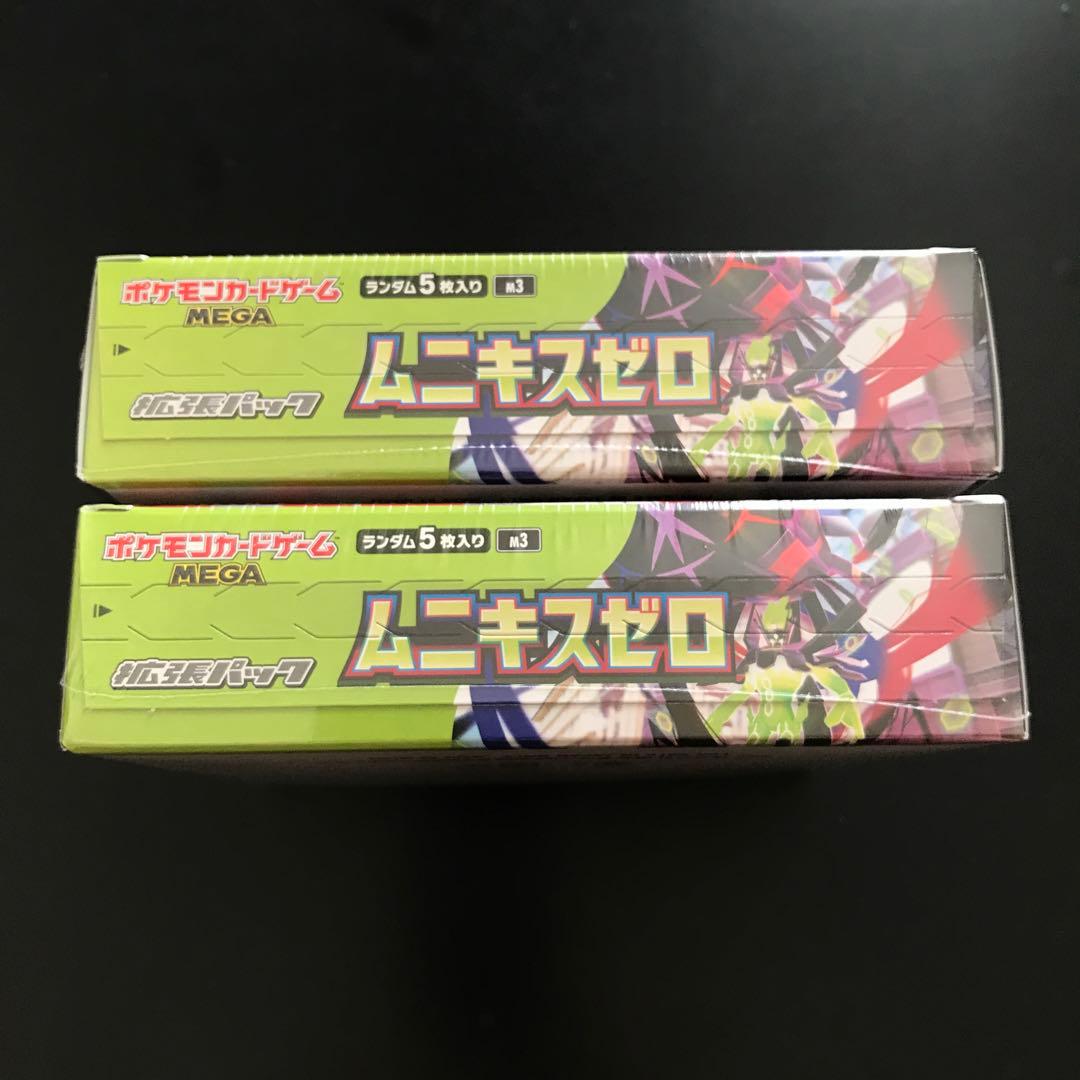 ポケモンカードゲーム ランダム5枚入り M3
MEGA
ムニキスゼロ
拡張パック
ポケモンカードゲーム™ ランダム5枚入り M3
MEGA
ムニキスゼロ
拡張パック